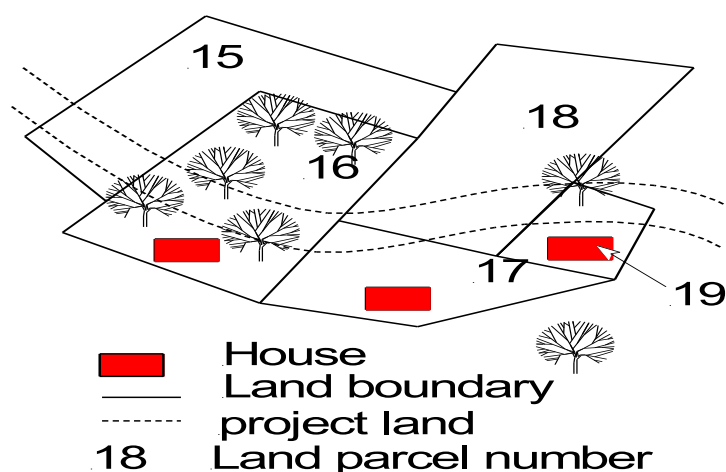 15
18
16
17
19
House
Land boundary
project land
18 Land parcel number